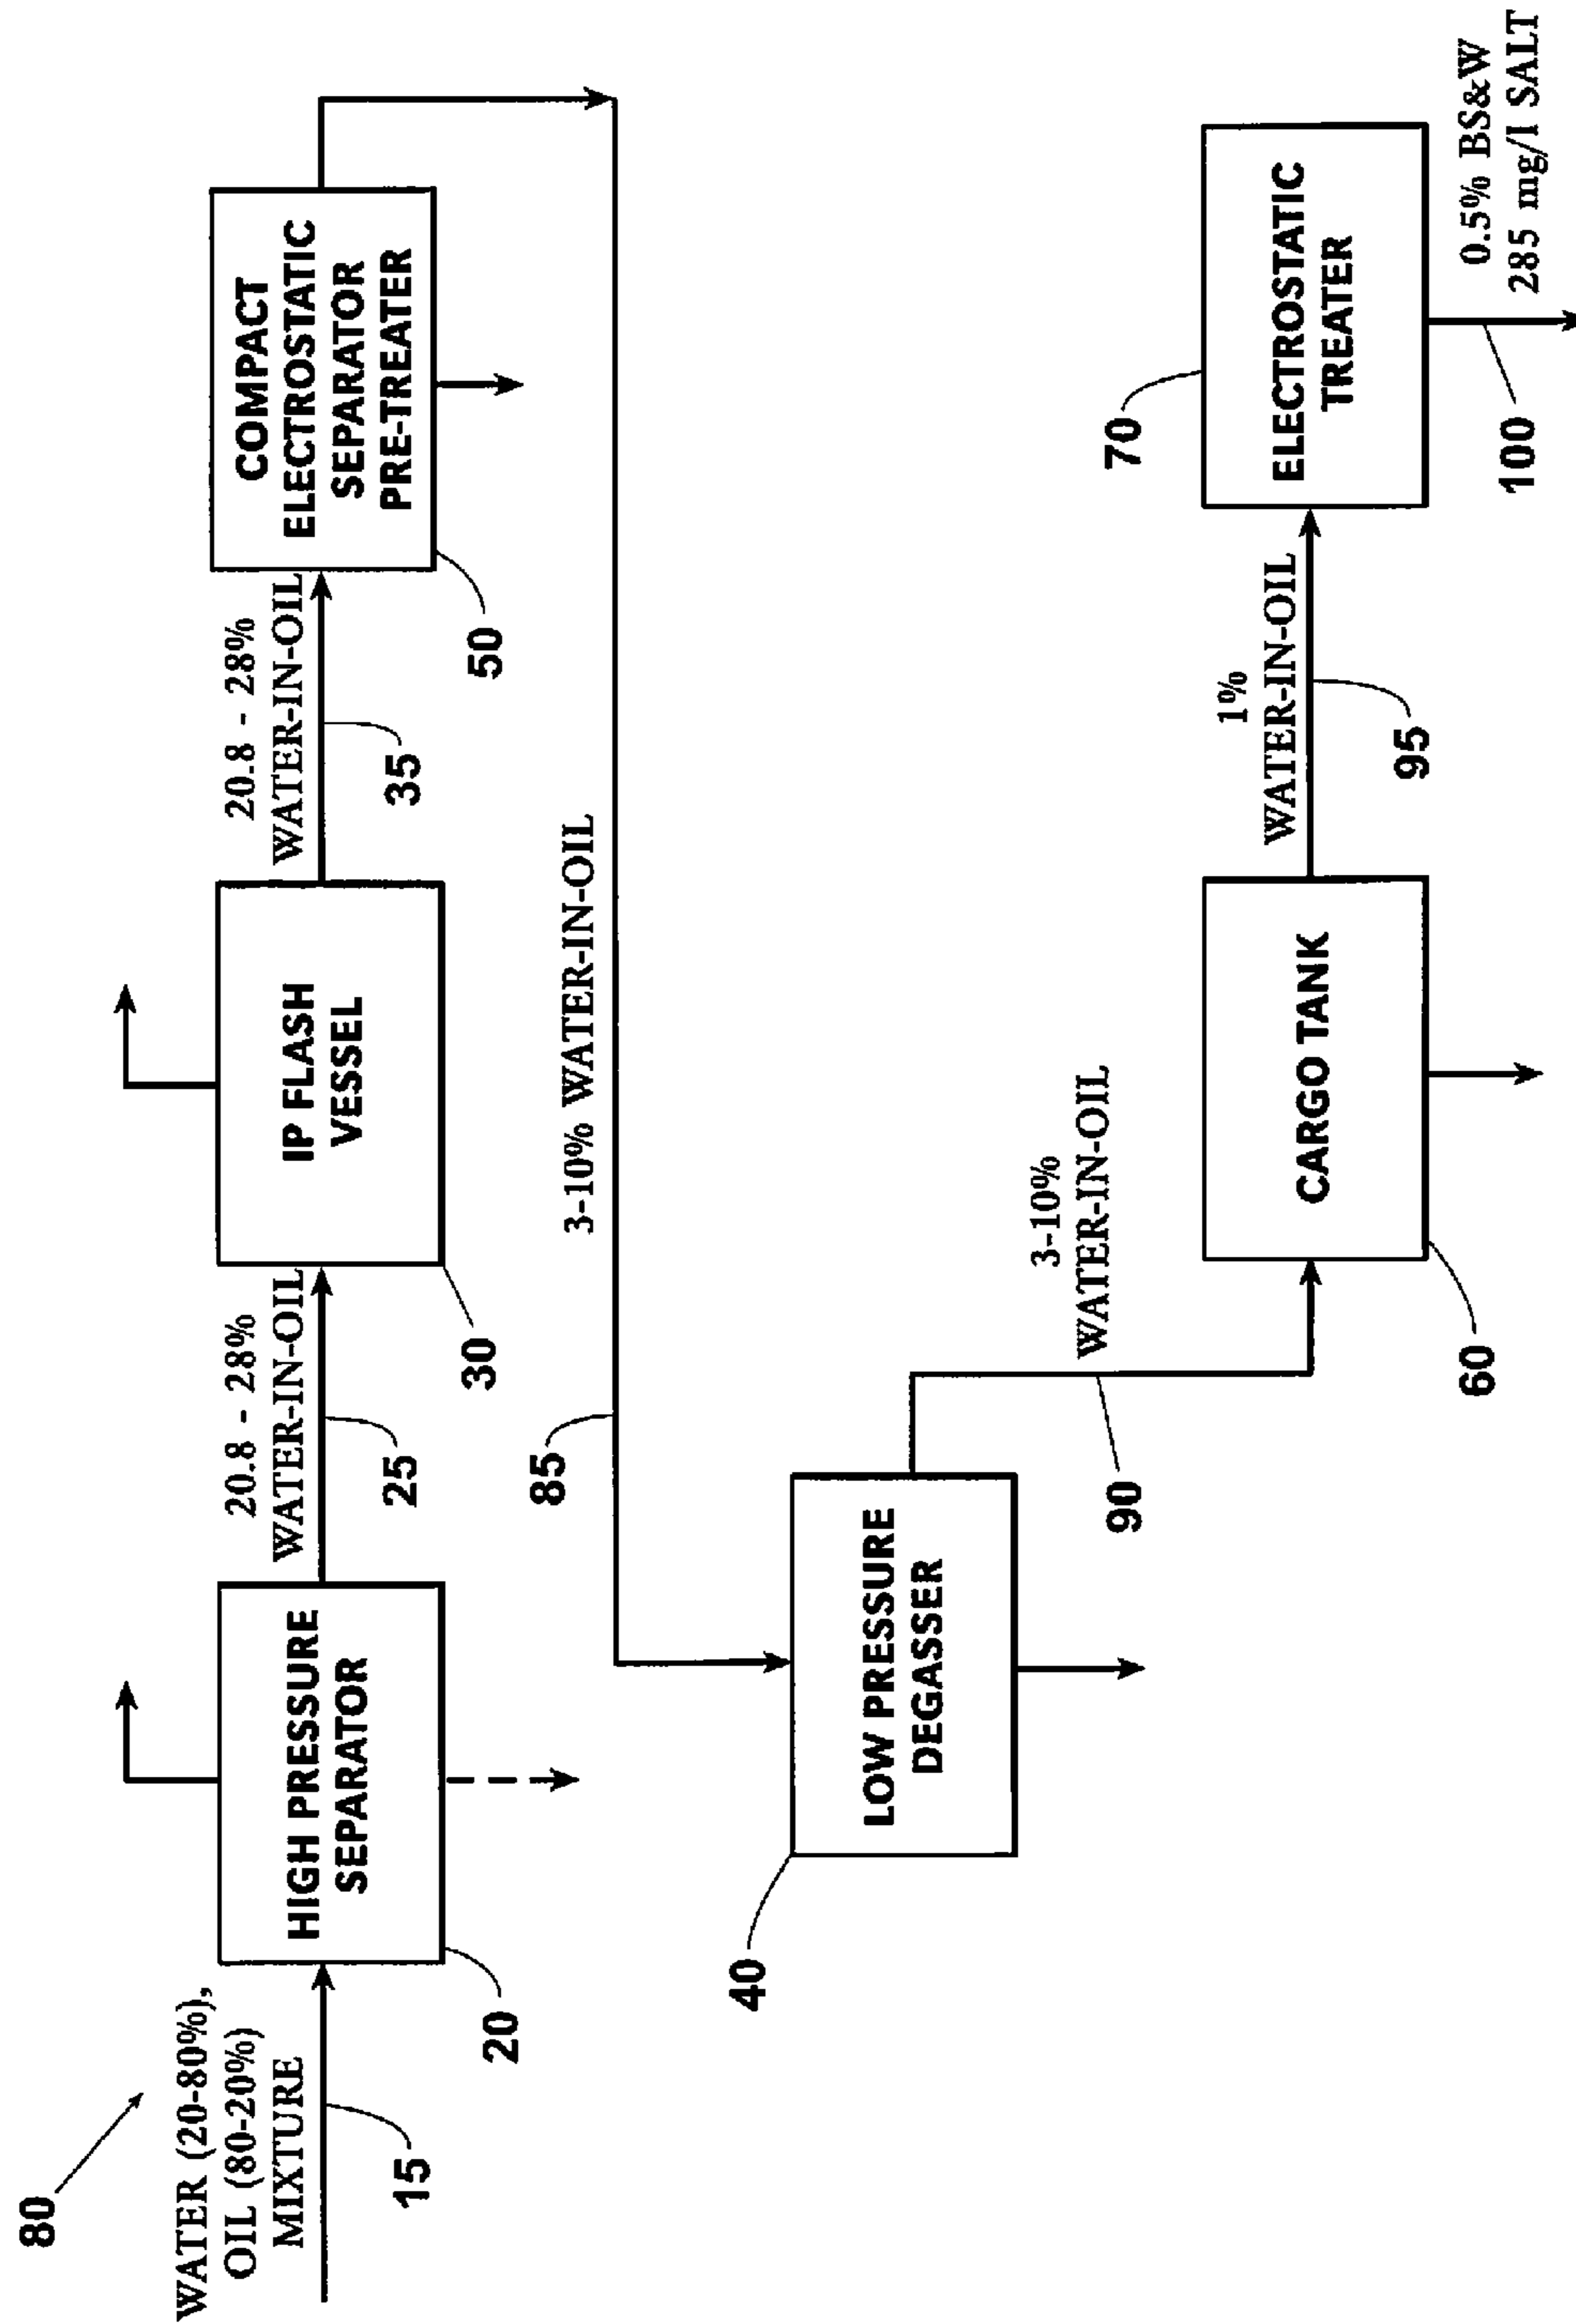 80
WATER (20-80%),
OIL (80-20%)
MIXTURE
15
HIGH PRESSURE
SEPARATOR
20
20.8 - 28%
WATER-IN-OIL
25
IP FLASH
VESSEL
30
20.8 - 28%
WATER-IN-OIL
35
COMPACT
ELECTROSTATIC
SEPARATOR
PRE-TREATER
50
3-10% WATER-IN-OIL
85
LOW PRESSURE
DEGASSER
40
3-10%
WATER-IN-OIL
90
CARGO TANK
60
1%
WATER-IN-OIL
95
ELECTROSTATIC
TREATER
70
100
0.5% BS&W
285 mg/l SALT